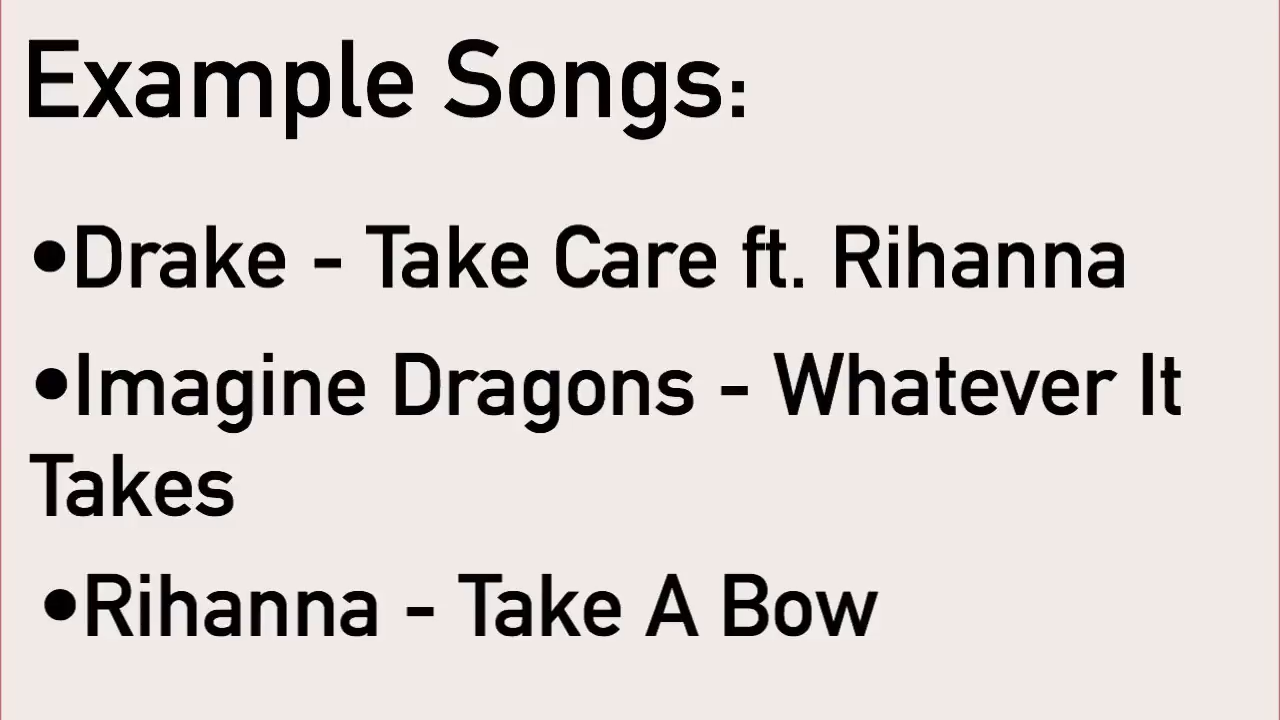 Example Songs:
•Drake - Take Care ft. Rihanna
•Imagine Dragons - Whatever It
Takes
•Rihanna - Take A Bow